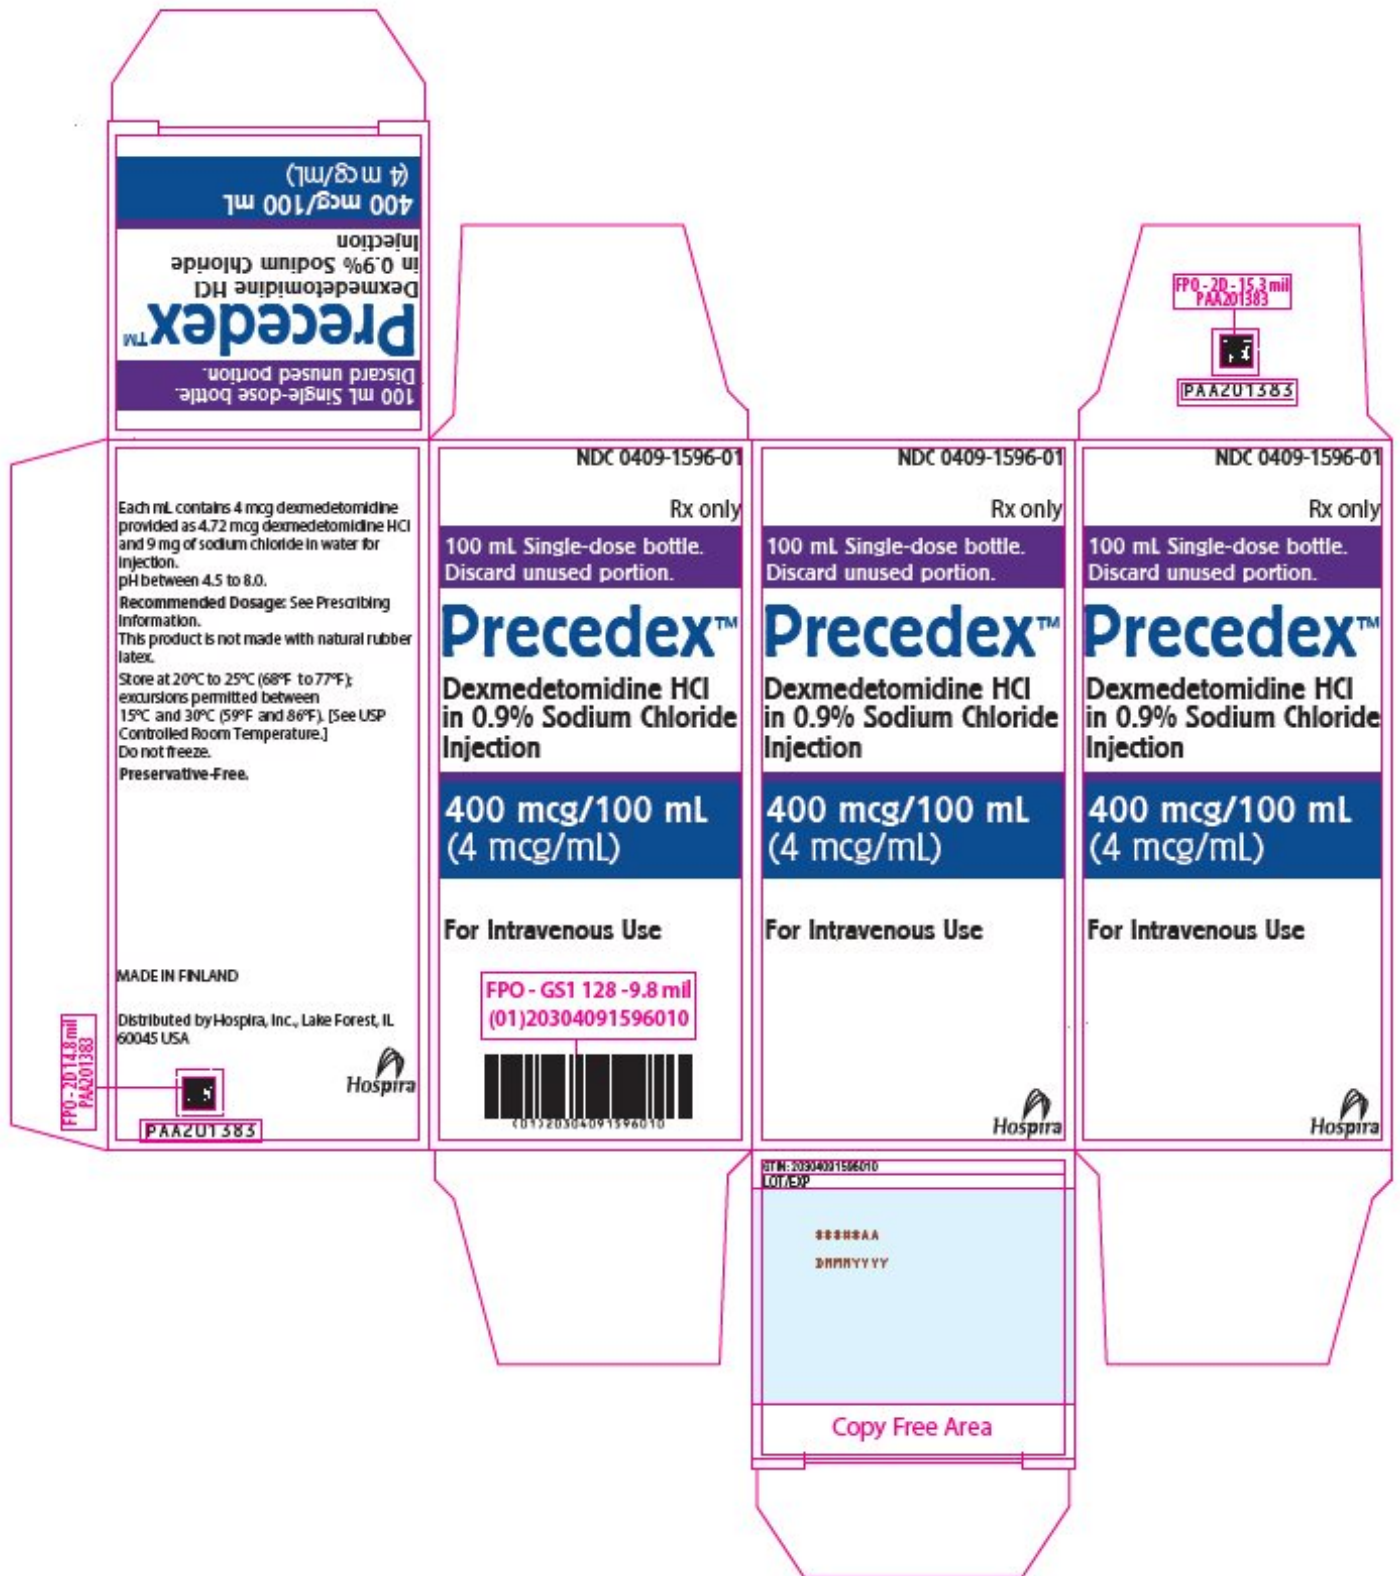 100 mL Single-dose bottle.
Discard unused portion.
Precedex™
Dexmedetomidine HCl
in 0.9% Sodium Chloride
Injection
400 mcg/100 mL
(4 mcg/mL)
FPO - 2D - 15.3 mil
PAA201383
PAA201383
Each mL contains 4 mcg dexmedetomidine
provided as 4.72 mcg dexmedetomidine HCl
and 9 mg of sodium chloride in water for
injection.
pH between 4.5 to 8.0.
Recommended Dosage: See Prescribing
Information.
This product is not made with natural rubber
latex.
Store at 20°C to 25°C (68°F to 77°F);
excursions permitted between
15°C and 30°C (59°F and 86°F). [See USP
Controlled Room Temperature.]
Do not freeze.
Preservative-Free.
MADE IN FINLAND
Distributed by Hospira, Inc., Lake Forest, IL
60045 USA
Hospira
FPO - 2D 14.8 mil
PAA201383
PAA201383
NDC 0409-1596-01
Rx only
100 mL Single-dose bottle.
Discard unused portion.
Precedex™
Dexmedetomidine HCl
in 0.9% Sodium Chloride
Injection
400 mcg/100 mL
(4 mcg/mL)
For Intravenous Use
FPO - GS1 128 -9.8 mil
(01)20304091596010
(01)20304091596010
NDC 0409-1596-01
Rx only
100 mL Single-dose bottle.
Discard unused portion.
Precedex™
Dexmedetomidine HCl
in 0.9% Sodium Chloride
Injection
400 mcg/100 mL
(4 mcg/mL)
For Intravenous Use
Hospira
NDC 0409-1596-01
Rx only
100 mL Single-dose bottle.
Discard unused portion.
Precedex™
Dexmedetomidine HCl
in 0.9% Sodium Chloride
Injection
400 mcg/100 mL
(4 mcg/mL)
For Intravenous Use
Hospira
GTIN: 20304091596010
LOT/EXP
#####AA
DMMMYYYY
Copy Free Area